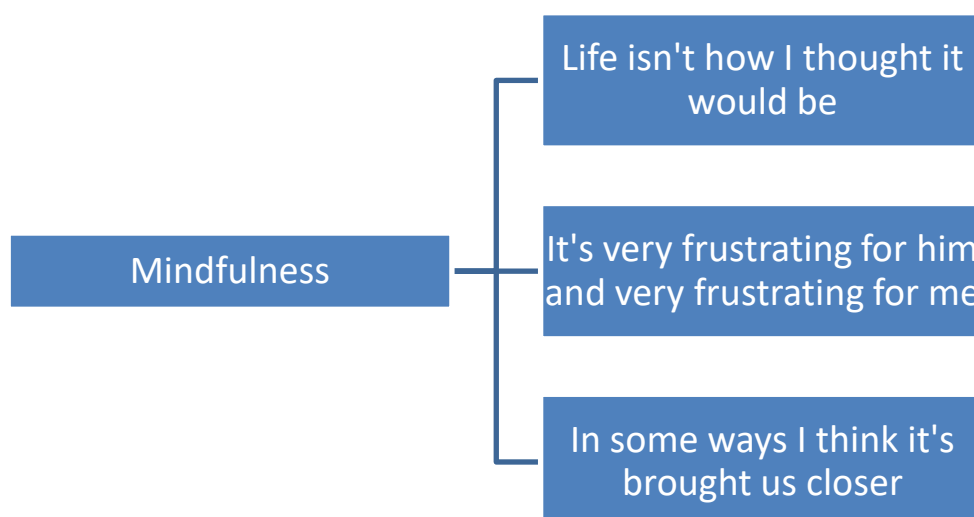 Life isn't how I thought it
would be
Mindfulness
It's very frustrating for him
and very frustrating for me
In some ways I think it's
brought us closer